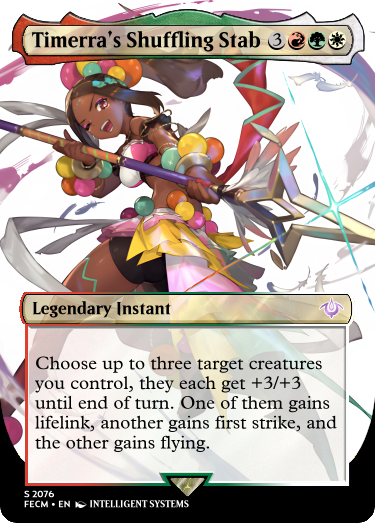 Timerra's Shuffling Stab 3
Legendary Instant
Choose up to three target creatures
you control, they each get +3/+3
until end of turn. One of them gains
lifelink, another gains first strike, and
the other gains flying.
S 2076
FECM • EN INTELLIGENT SYSTEMS